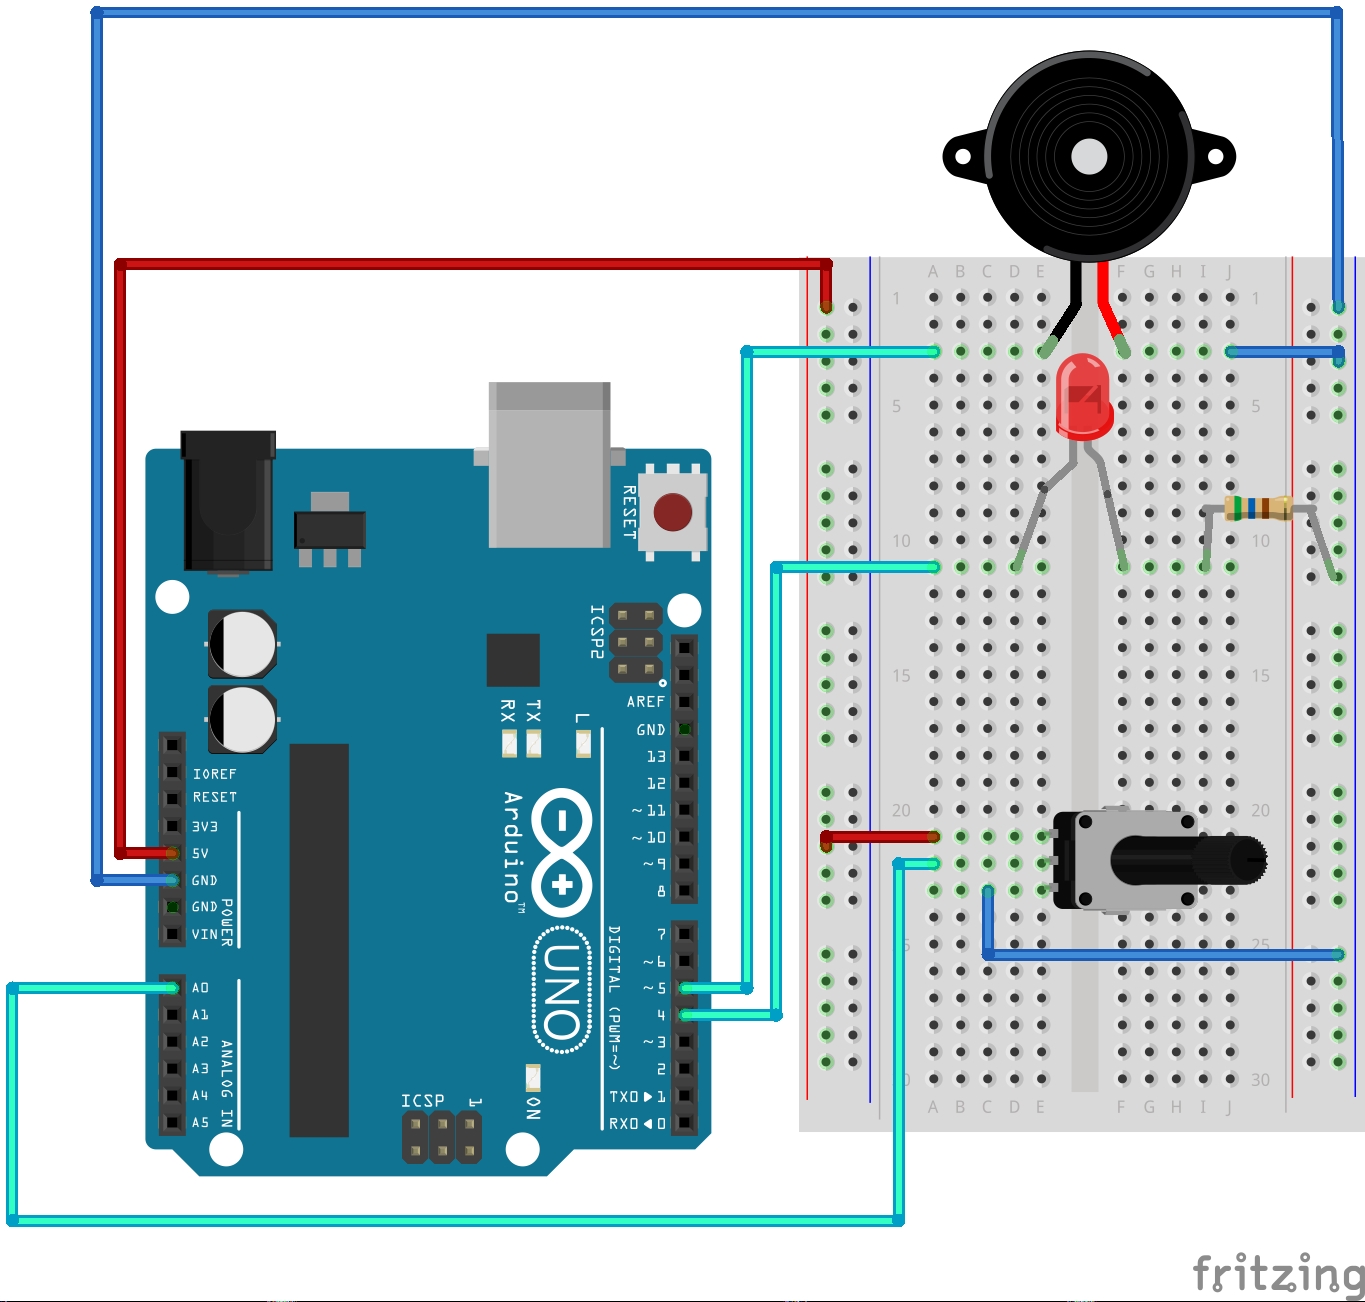 A B C D E F G H I J
1 1
5 5
10 10
15 15
20 20
25
30
A B C D E F G H I J
RESET
ICSP2
AREF
GND
13
12
~11
~10
~9
8
7
~6
~5
4
~3
2
TX0▶1
RX0◀0
DIGITAL (PWM=~)
RX
TX
L
Arduino™
UNO
IOREF
RESET
3V3
5V
GND
GND
VIN
POWER
A0
A1
A2
A3
A4
A5
ANALOG IN
ICSP
1
ON
fritzing